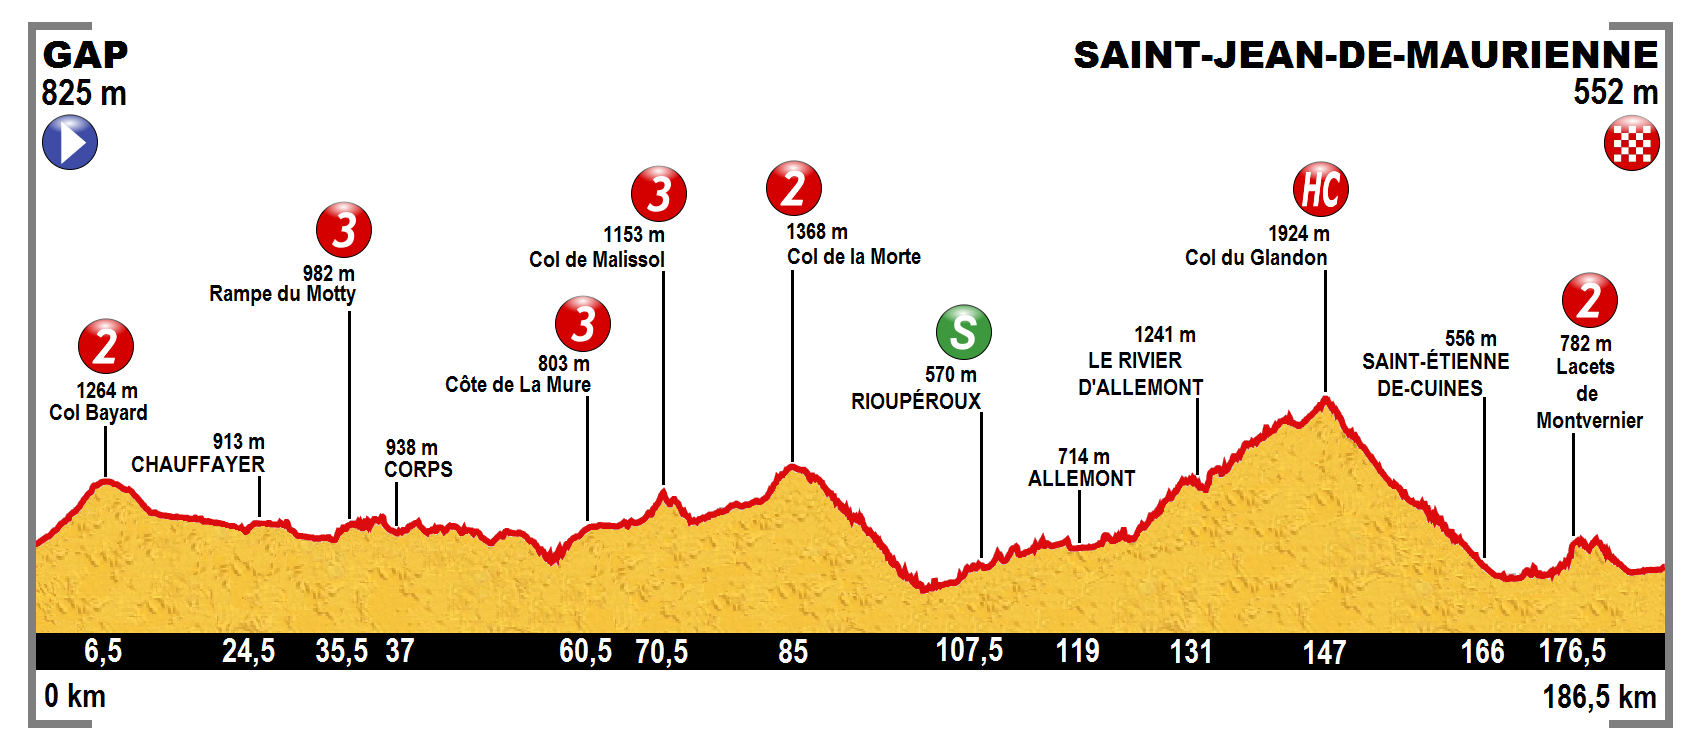 GAP
825 m
SAINT-JEAN-DE-MAURIENNE
552 m
2
1264 m
Col Bayard
913 m
CHAUFFAYER
3
982 m
Rampe du Motty
938 m
CORPS
3
803 m
Côte de La Mure
3
1153 m
Col de Malissol
2
1368 m
Col de la Morte
S
570 m
RIOUPÉROUX
714 m
ALLEMONT
1241 m
LE RIVIER
D'ALLEMONT
HC
1924 m
Col du Glandon
556 m
SAINT-ÉTIENNE
DE-CUINES
2
782 m
Lacets
de
Montvernier
6,5 24,5 35,5 37 60,5 70,5 85 107,5 119 131 147 166 176,5
0 km
186,5 km